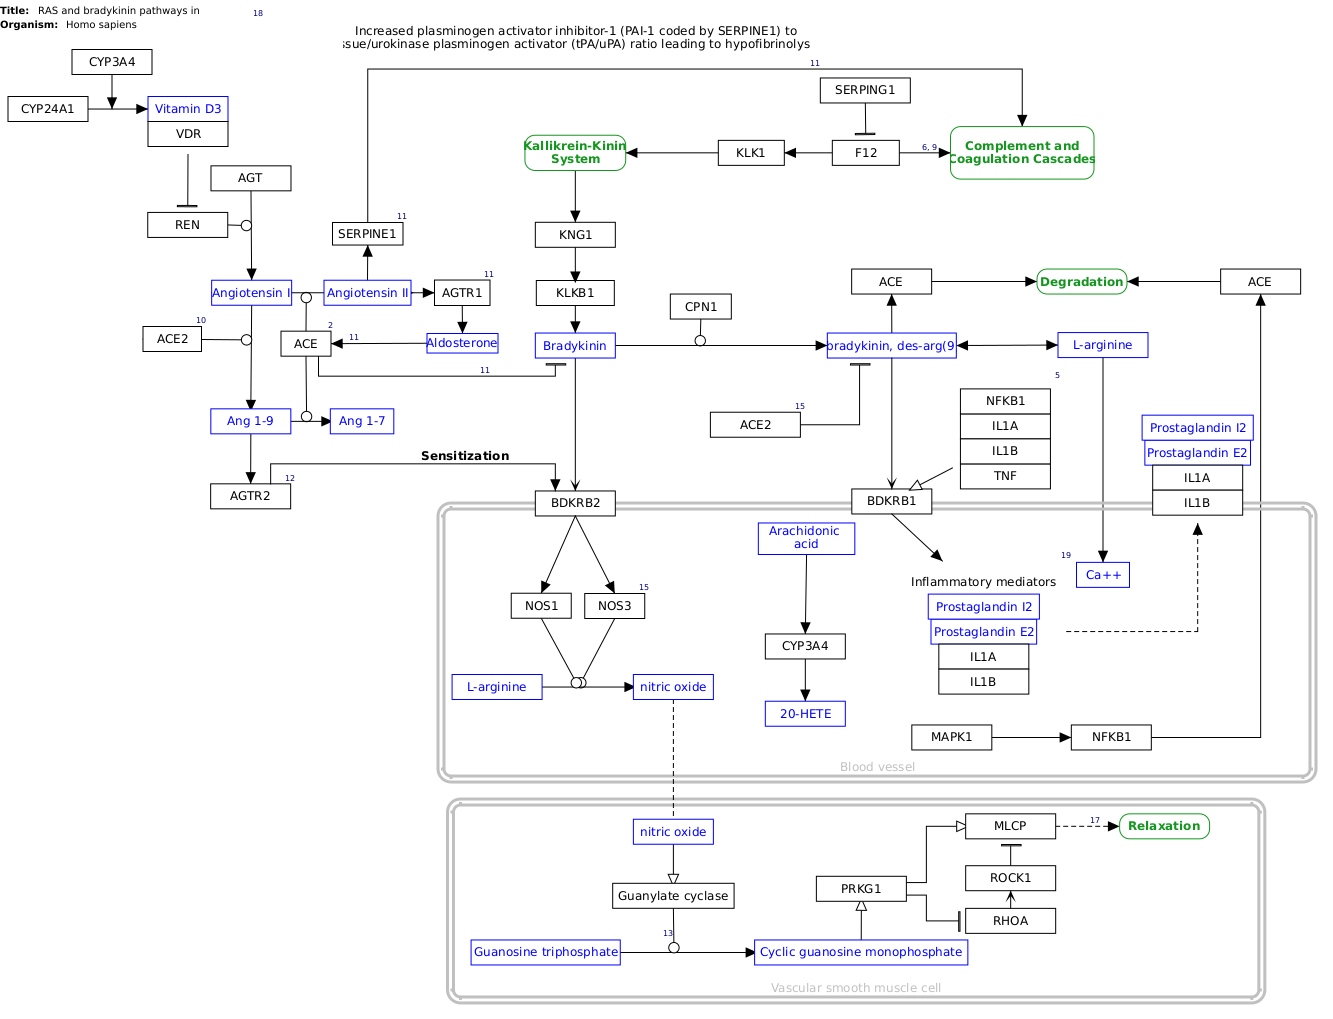 Title: RAS and bradykinin pathways in
Organism: Homo sapiens
18
Increased plasminogen activator inhibitor-1 (PAI-1 coded by SERPINE1) to
ssue/urokinase plasminogen activator (tPA/uPA) ratio leading to hypofibrinolys
CYP3A4
11
SERPING1
CYP24A1
Vitamin D3
VDR
Kallikrein-Kinin
System
KLK1
F12
6, 9
Complement and
Coagulation Cascades
AGT
REN
11
SERPINE1
KNG1
11
Angiotensin I
Angiotensin II
AGTR1
KLKB1
ACE
Degradation
ACE
CPN1
10
ACE2
2
ACE
11
Aldosterone
Bradykinin
bradykinin, des-arg(9)
L-arginine
11
5
Ang 1-9
Ang 1-7
15
ACE2
NFKB1
IL1A
IL1B
TNF
Prostaglandin I2
Prostaglandin E2
IL1A
IL1B
Sensitization
12
AGTR2
BDKRB2
BDKRB1
Arachidonic
acid
19
Ca++
Inflammatory mediators
15
NOS1
NOS3
Prostaglandin I2
Prostaglandin E2
IL1A
IL1B
CYP3A4
L-arginine
nitric oxide
20-HETE
MAPK1
NFKB1
Blood vessel
nitric oxide
MLCP
17
Relaxation
Guanylate cyclase
PRKG1
ROCK1
RHOA
13
Guanosine triphosphate
Cyclic guanosine monophosphate
Vascular smooth muscle cell